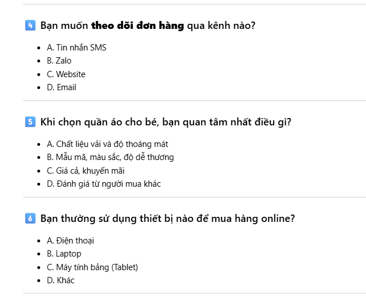 4 Bạn muốn theo dõi đơn hàng qua kênh nào?
• A. Tin nhắn SMS
• B. Zalo
• C. Website
• D. Email
5 Khi chọn quần áo cho bé, bạn quan tâm nhất điều gì?
• A. Chất liệu vải và độ thoáng mát
• B. Mẫu mã, màu sắc, độ dễ thương
• C. Giá cả, khuyến mãi
• D. Đánh giá từ người mua khác
6 Bạn thường sử dụng thiết bị nào để mua hàng online?
• A. Điện thoại
• B. Laptop
• C. Máy tính bảng (Tablet)
• D. Khác